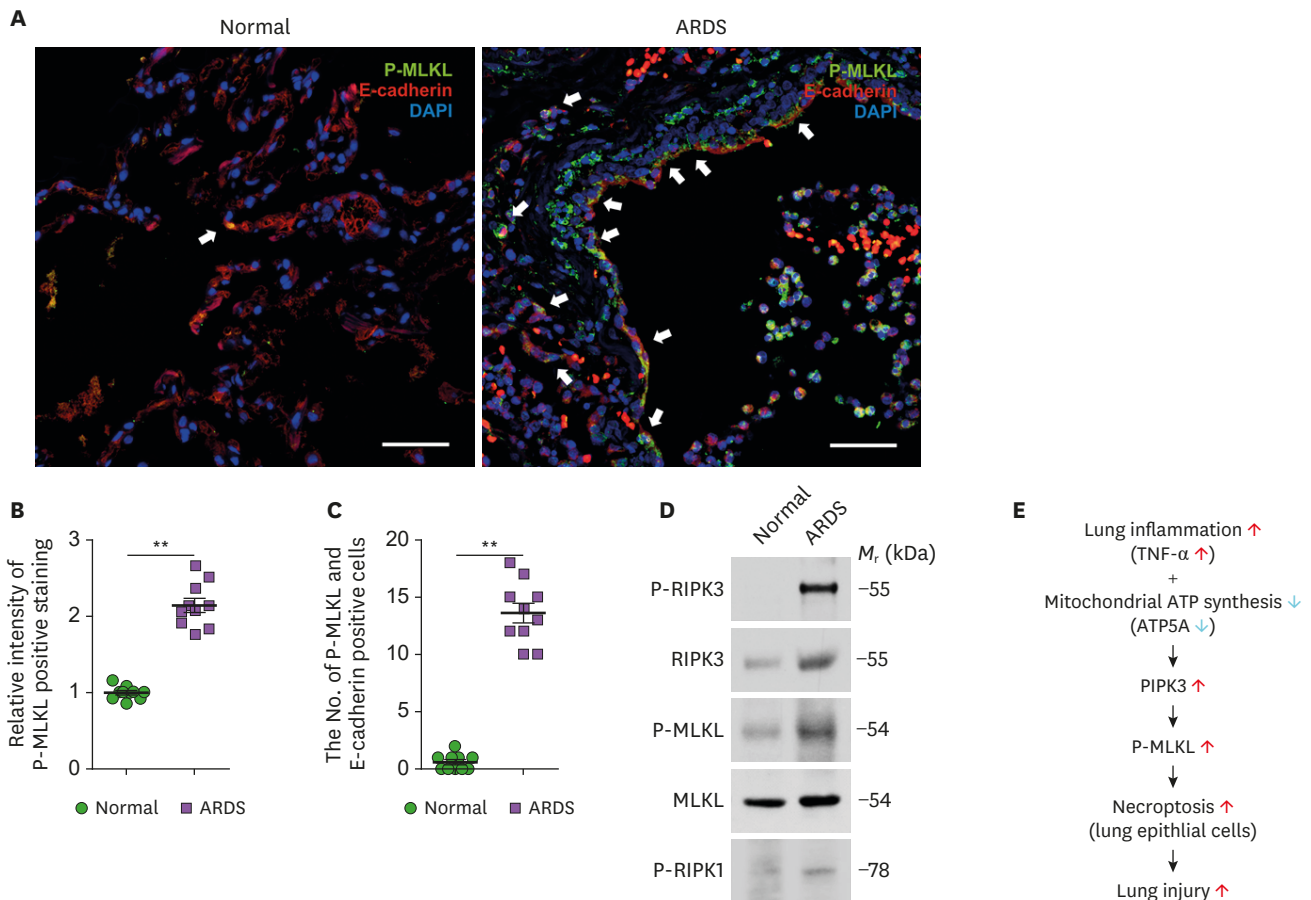 A
Normal
ARDS
P-MLKL
E-cadherin
DAPI
P-MLKL
E-cadherin
DAPI
B
Relative intensity of
P-MLKL positive staining
3
2
1
0
**
Normal
ARDS
C
The No. of P-MLKL and
E-cadherin positive cells
20
15
10
5
0
**
Normal
ARDS
D
Normal
ARDS
Mr (kDa)
P-RIPK3
–55
RIPK3
–55
P-MLKL
–54
MLKL
–54
P-RIPK1
–78
E
Lung inflammation ↑
(TNF-α ↑)
+
Mitochondrial ATP synthesis ↓
(ATP5A ↓)
PIPK3 ↑
P-MLKL ↑
Necroptosis ↑
(lung epithlial cells)
Lung injury ↑